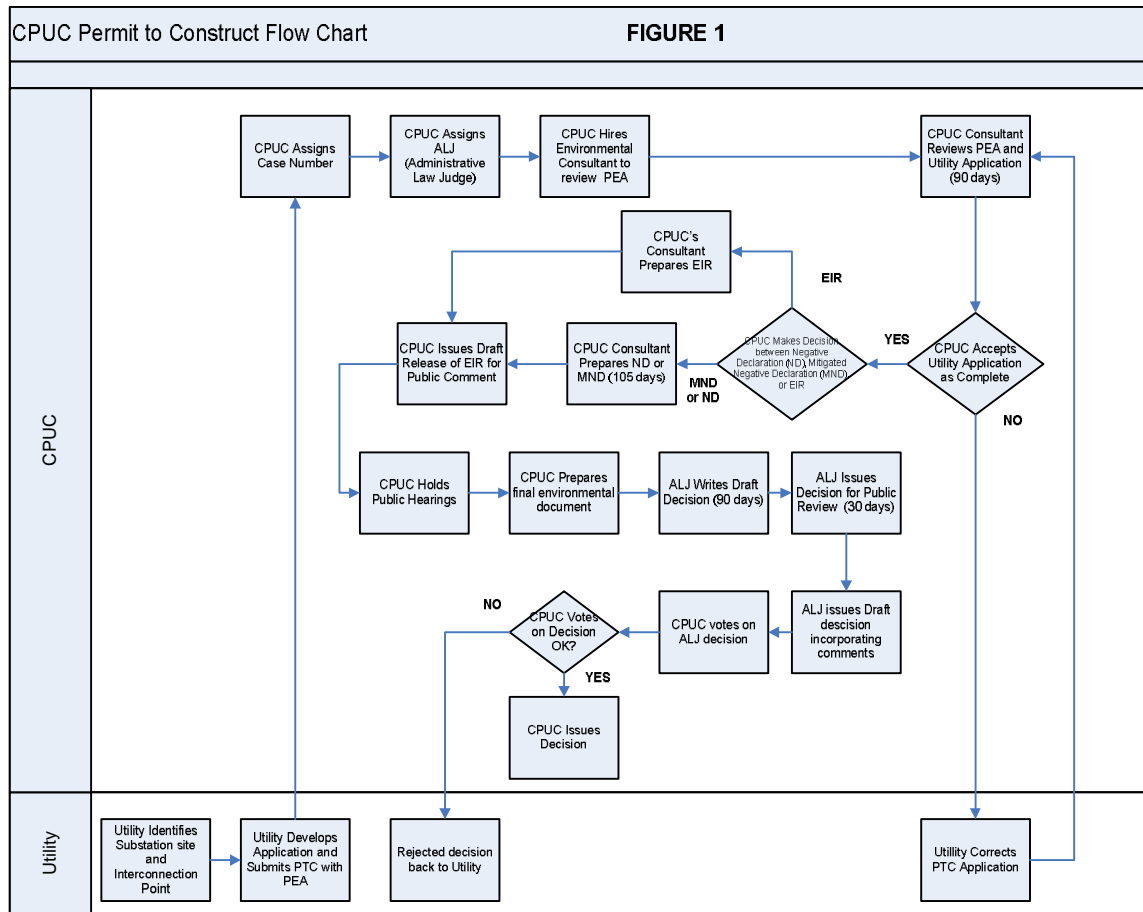 CPUC Permit to Construct Flow Chart
FIGURE 1
CPUC
CPUC Assigns
Case Number
CPUC Assigns
ALJ
(Administrative
Law Judge)
CPUC Hires
Environmental
Consultant to
review PEA
CPUC Consultant
Reviews PEA and
Utility Application
(90 days)
CPUC's
Consultant
Prepares EIR
EIR
CPUC Issues Draft
Release of EIR for
Public Comment
CPUC Consultant
Prepares ND or
MND (105 days)
MND
or ND
CPUC Makes Decision
between Negative
Declaration (ND), Mitigated
Negative Declaration (MND),
or EIR
YES
CPUC Accepts
Utility Application
as Complete
NO
CPUC Holds
Public Hearings
CPUC Prepares
final environmental
document
ALJ Writes Draft
Decision (90 days)
ALJ Issues
Decision for Public
Review (30 days)
NO
CPUC Votes
on Decision
OK?
CPUC votes on
ALJ decision
ALJ issues Draft
descision
incorporating
comments
YES
CPUC Issues
Decision
Utility
Utility Identifies
Substation site
and
Interconnection
Point
Utility Develops
Application and
Submits PTC with
PEA
Rejected decision
back to Utility
Utillity Corrects
PTC Application